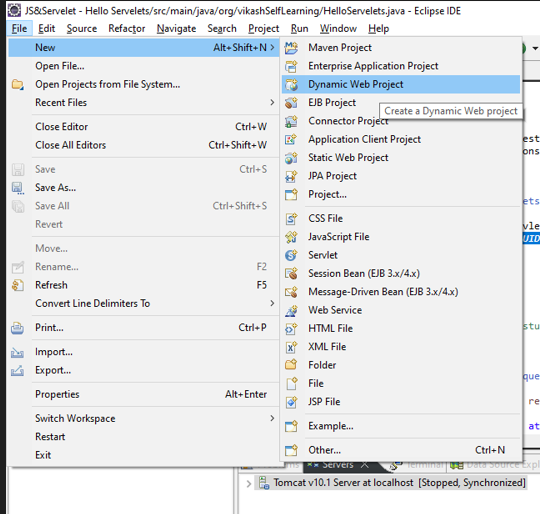 JS&Servlet - Hello Servelets/src/main/java/org/vikashSelfLearning/HelloServelets.java - Eclipse IDE
File Edit Source Refactor Navigate Search Project Run Window Help
New Alt+Shift+N
Open File...
Open Projects from File System...
Recent Files
Close Editor Ctrl+W
Close All Editors Ctrl+Shift+W
Save Ctrl+S
Save As...
Save All Ctrl+Shift+S
Revert
Move...
Rename... F2
Refresh F5
Convert Line Delimiters To
Print... Ctrl+P
Import...
Export...
Properties Alt+Enter
Switch Workspace
Restart
Exit
Maven Project
Enterprise Application Project
Dynamic Web Project
EJB Project
Create a Dynamic Web project
Connector Project
Application Client Project
Static Web Project
JPA Project
Project...
CSS File
JavaScript File
Servlet
Session Bean (EJB 3.x/4.x)
Message-Driven Bean (EJB 3.x/4.x)
Web Service
HTML File
XML File
Folder
File
JSP File
Example...
Other... Ctrl+N
Servers Terminal Data Source Expl
Tomcat v10.1 Server at localhost [Stopped, Synchronized]